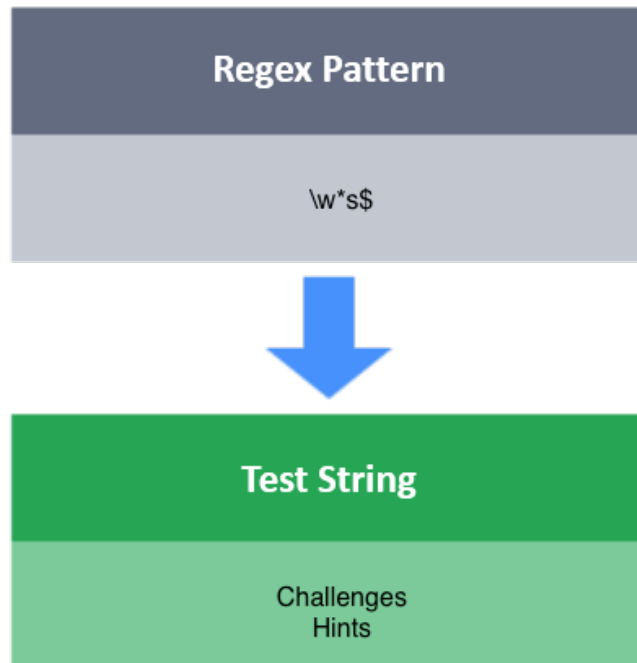 Regex Pattern
\w*s$
Test String
Challenges
Hints